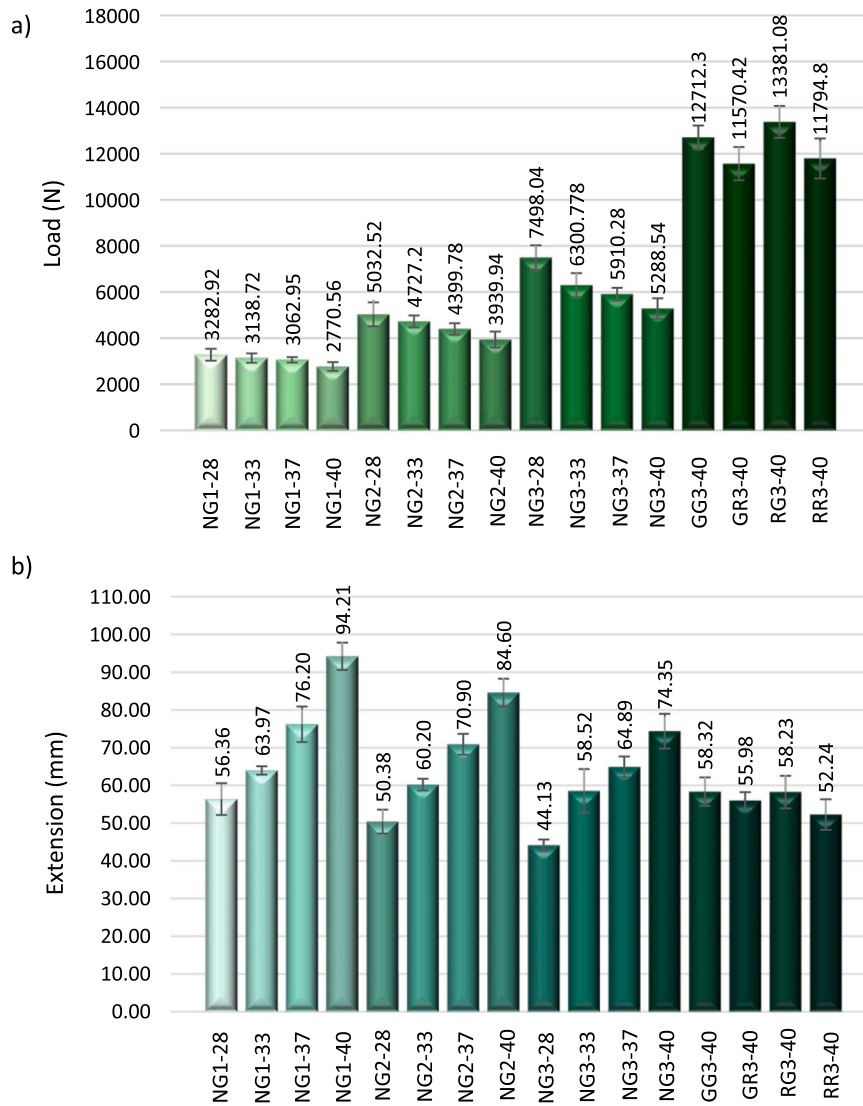 a)
18000
16000
14000
12000
10000
8000
6000
4000
2000
0
Load (N)
3282.92
3138.72
3062.95
2770.56
5032.52
4727.2
4399.78
3939.94
7498.04
6300.778
5910.28
5288.54
12712.3
11570.42
13381.08
11794.8
NG1-28
NG1-33
NG1-37
NG1-40
NG2-28
NG2-33
NG2-37
NG2-40
NG3-28
NG3-33
NG3-37
NG3-40
GG3-40
GR3-40
RG3-40
RR3-40
b)
110.00
100.00
90.00
80.00
70.00
60.00
50.00
40.00
30.00
20.00
10.00
0.00
Extension (mm)
56.36
63.97
76.20
94.21
50.38
60.20
70.90
84.60
44.13
58.52
64.89
74.35
58.32
55.98
58.23
52.24
NG1-28
NG1-33
NG1-37
NG1-40
NG2-28
NG2-33
NG2-37
NG2-40
NG3-28
NG3-33
NG3-37
NG3-40
GG3-40
GR3-40
RG3-40
RR3-40